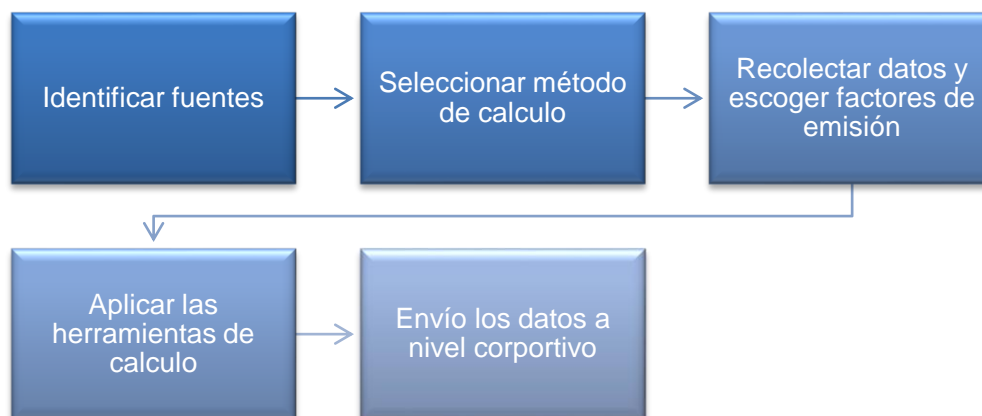 Identificar fuentes
Seleccionar método
de calculo
Recolectar datos y
escoger factores de
emisión
Aplicar las
herramientas de
calculo
Envío los datos a
nivel corportivo